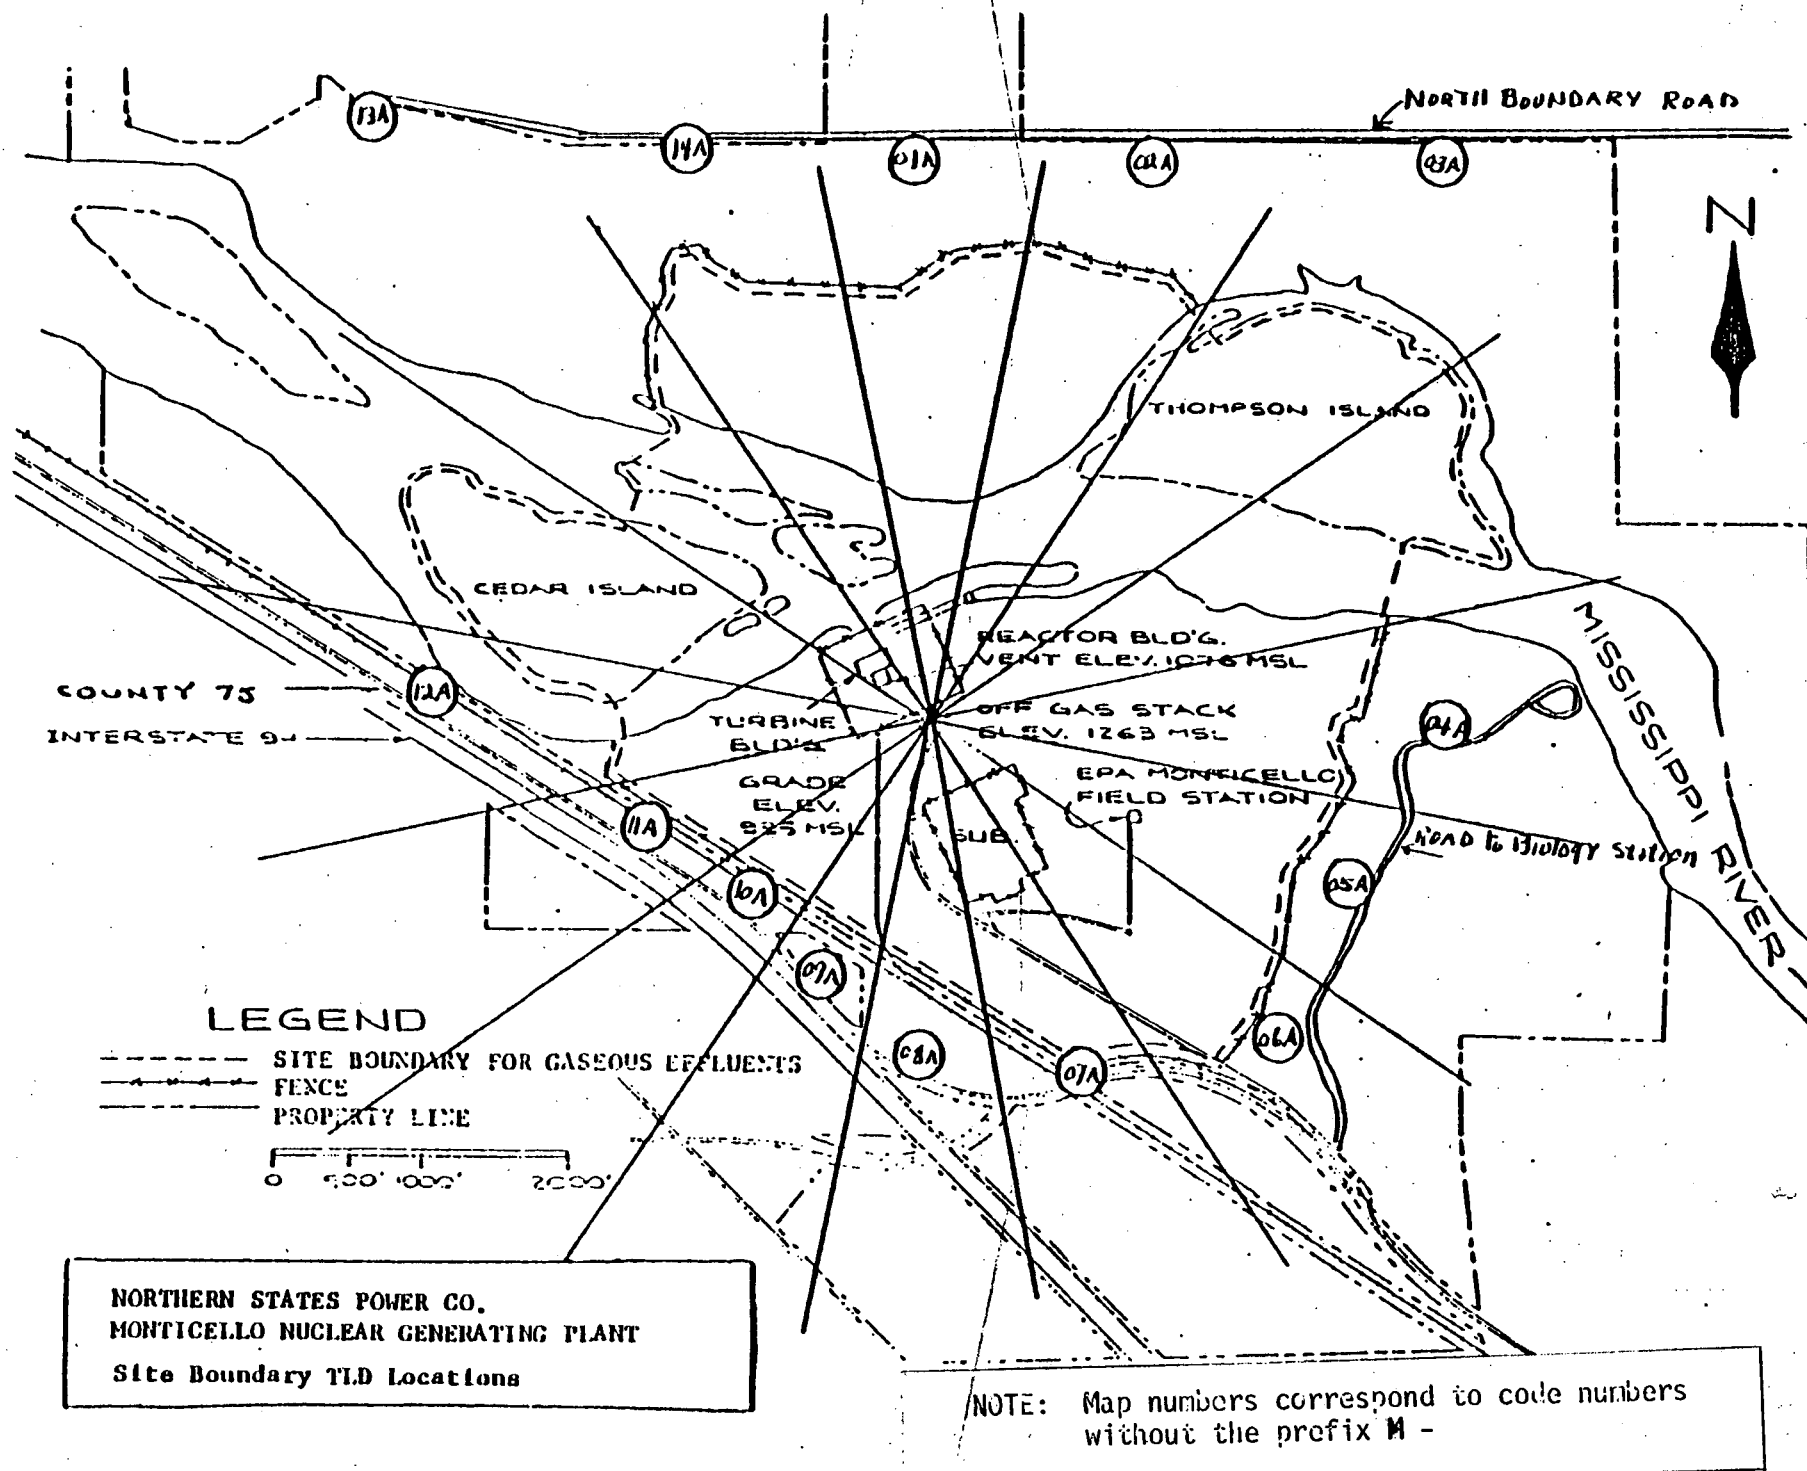 NORTH BOUNDARY ROAD
13A
14A
01A
02A
03A
N
THOMPSON ISLAND
CEDAR ISLAND
REACTOR BLD'G.
VENT ELEV. 1076 MSL
MISSISSIPPI RIVER
COUNTY 75
12A
INTERSTATE 94
TURBINE
BLD'G
OFF GAS STACK
ELEV. 1263 MSL
04A
GRADE
ELEV.
MSL
EPA MONTICELLO
FIELD STATION
11A
SUB.
ROAD to Biology Station
10A
05A
09A
08A
07A
06A
LEGEND
SITE BOUNDARY FOR GASEOUS EFFLUENTS
FENCE
PROPERTY LINE
0 500' 1000' 2000'
NORTHERN STATES POWER CO.
MONTICELLO NUCLEAR GENERATING PLANT
Site Boundary TLD Locations
NOTE: Map numbers correspond to code numbers
without the prefix M -